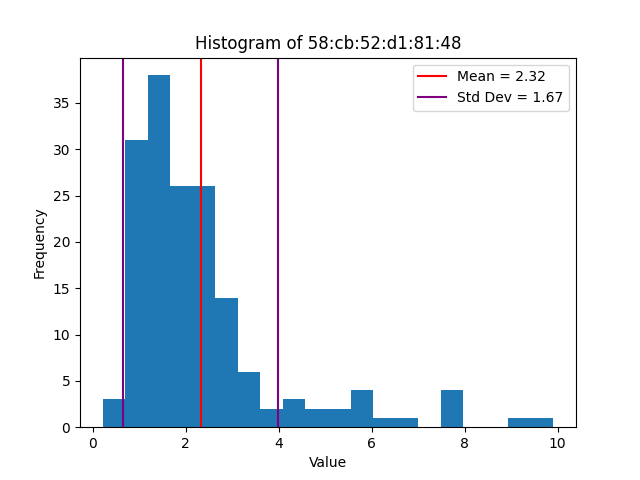 Histogram of 58:cb:52:d1:81:48
Mean = 2.32
Std Dev = 1.67
Frequency
35
30
25
20
15
10
5
0
0 2 4 6 8 10
Value